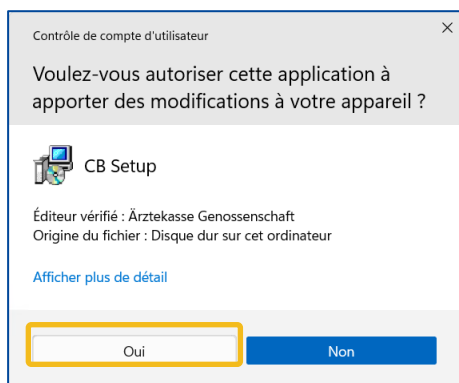 Contrôle de compte d'utilisateur
Voulez-vous autoriser cette application à
apporter des modifications à votre appareil ?
CB Setup
Éditeur vérifié : Ärztekasse Genossenschaft
Origine du fichier : Disque dur sur cet ordinateur
Afficher plus de détail
Oui
Non